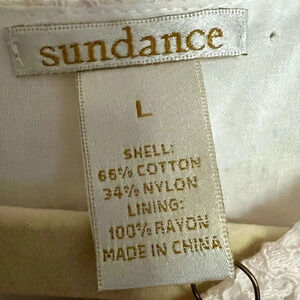 sundance
L
SHELL:
66% COTTON
34% NYLON
LINING:
100% RAYON
MADE IN CHINA